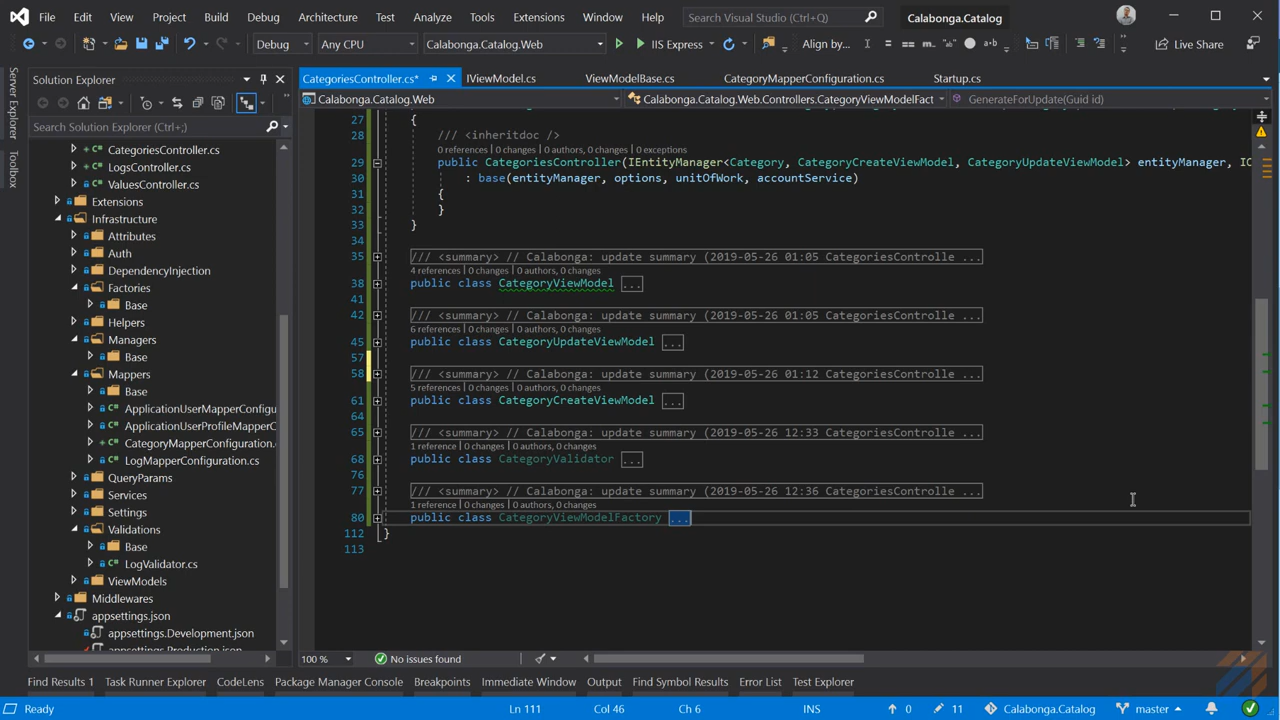 File Edit View Project Build Debug Architecture Test Analyze Tools Extensions Window Help Search Visual Studio (Ctrl+Q) Calabonga.Catalog
Debug Any CPU Calabonga.Catalog.Web IIS Express Align by... Live Share
Server Explorer
Toolbox
Solution Explorer
Search Solution Explorer (Ctrl+;)
CategoriesController.cs
LogsController.cs
ValuesController.cs
Extensions
Infrastructure
Attributes
Auth
DependencyInjection
Factories
Base
Helpers
Managers
Base
Mappers
Base
ApplicationUserMapperConfigu
ApplicationUserProfileMapperC
CategoryMapperConfiguration.
LogMapperConfiguration.cs
QueryParams
Services
Settings
Validations
Base
LogValidator.cs
ViewModels
Middlewares
appsettings.json
appsettings.Development.json
appsettings.Production.json
CategoriesController.cs* IViewModel.cs ViewModelBase.cs CategoryMapperConfiguration.cs Startup.cs
Calabonga.Catalog.Web Calabonga.Catalog.Web.Controllers.CategoryViewModelFact GenerateForUpdate(Guid id)
27 {
28 /// <inheritdoc />
0 references | 0 changes | 0 authors, 0 changes | 0 exceptions
29 public CategoriesController(IEntityManager<Category, CategoryCreateViewModel, CategoryUpdateViewModel> entityManager, IC
30 : base(entityManager, options, unitOfWork, accountService)
31 {
32 }
33 }
34
35 /// <summary> // Calabonga: update summary (2019-05-26 01:05 CategoriesControlle ...
4 references | 0 changes | 0 authors, 0 changes
38 public class CategoryViewModel ...
41
42 /// <summary> // Calabonga: update summary (2019-05-26 01:05 CategoriesControlle ...
6 references | 0 changes | 0 authors, 0 changes
45 public class CategoryUpdateViewModel ...
57
58 /// <summary> // Calabonga: update summary (2019-05-26 01:12 CategoriesControlle ...
5 references | 0 changes | 0 authors, 0 changes
61 public class CategoryCreateViewModel ...
64
65 /// <summary> // Calabonga: update summary (2019-05-26 12:33 CategoriesControlle ...
1 reference | 0 changes | 0 authors, 0 changes
68 public class CategoryValidator ...
76
77 /// <summary> // Calabonga: update summary (2019-05-26 12:36 CategoriesControlle ...
1 reference | 0 changes | 0 authors, 0 changes
80 public class CategoryViewModelFactory ...
112 }
113
100 % No issues found
Find Results 1 Task Runner Explorer CodeLens Package Manager Console Breakpoints Immediate Window Output Find Symbol Results Error List Test Explorer
Ready Ln 111 Col 46 Ch 6 INS 0 11 Calabonga.Catalog master